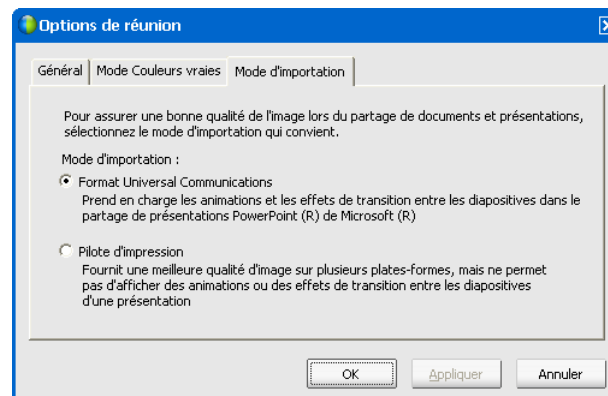 Options de réunion
Général
Mode Couleurs vraies
Mode d'importation
Pour assurer une bonne qualité de l'image lors du partage de documents et présentations,
sélectionnez le mode d'importation qui convient.
Mode d'importation :
Format Universal Communications
Prend en charge les animations et les effets de transition entre les diapositives dans le
partage de présentations PowerPoint (R) de Microsoft (R)
Pilote d'impression
Fournit une meilleure qualité d'image sur plusieurs plates-formes, mais ne permet
pas d'afficher des animations ou des effets de transition entre les diapositives
d'une présentation
OK
Appliquer
Annuler